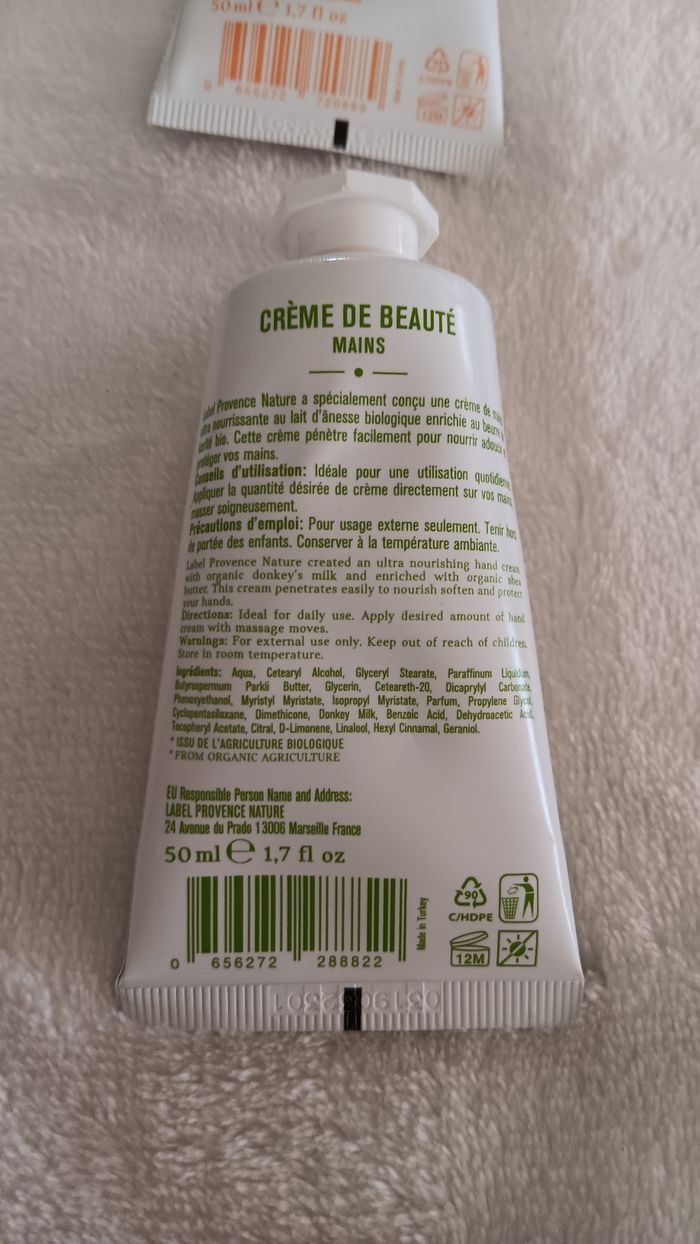 50 ml ℮ 1,7 fl oz
0 656272 720889
12M
CRÈME DE BEAUTÉ
MAINS
Label Provence Nature a spécialement conçu une crème de
nourrissante au lait d'ânesse biologique enrichie au beurre
karité bio. Cette crème pénètre facilement pour nourrir adoucir
protéger vos mains.
Conseils d'utilisation: Idéale pour une utilisation quotidienne.
Appliquer la quantité désirée de crème directement sur vos mains,
masser soigneusement.
Précautions d'emploi: Pour usage externe seulement. Tenir hors
de portée des enfants. Conserver à la température ambiante.
Label Provence Nature created an ultra nourishing hand cream
with organic donkey's milk and enriched with organic shea
butter. This cream penetrates easily to nourish soften and protect
your hands.
Directions: Ideal for daily use. Apply desired amount of hand
cream with massage moves.
Warnings: For external use only. Keep out of reach of children.
Store in room temperature.
Ingrédients: Aqua, Cetearyl Alcohol, Glyceryl Stearate, Paraffinum Liquidum,
Butyrospermum Parkii Butter, Glycerin, Ceteareth-20, Dicaprylyl Carbonate,
Phenoxyethanol, Myristyl Myristate, Isopropyl Myristate, Parfum, Propylene Glycol,
Cyclopentasiloxane, Dimethicone, Donkey Milk, Benzoic Acid, Dehydroacetic Acid,
Tocopheryl Acetate, Citral, D-Limonene, Linalool, Hexyl Cinnamal, Geraniol.
* ISSU DE L'AGRICULTURE BIOLOGIQUE
* FROM ORGANIC AGRICULTURE
EU Responsible Person Name and Address:
LABEL PROVENCE NATURE
24 Avenue du Prado 13006 Marseille France
50 ml ℮ 1,7 fl oz
Made in Turkey
90
C/HDPE
12M
0 656272 288822